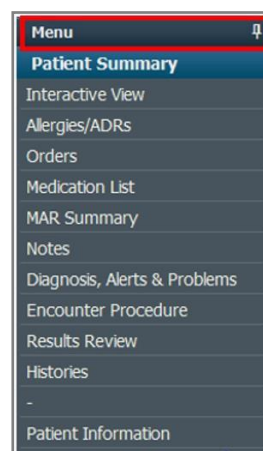 Menu
Patient Summary
Interactive View
Allergies/ADRs
Orders
Medication List
MAR Summary
Notes
Diagnosis, Alerts & Problems
Encounter Procedure
Results Review
Histories
-
Patient Information